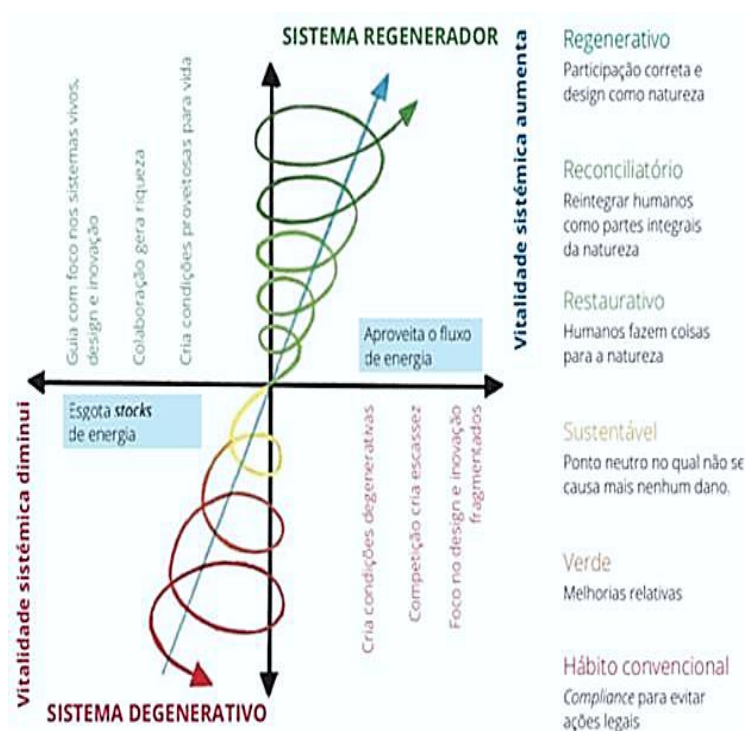 SISTEMA REGENERADOR
Guia com foco nos sistemas vivos,
design e inovação
Colaboração gera riqueza
Cria condições proveitosas para vida
Vitalidade sistémica aumenta
Aproveita o fluxo
de energia
Esgota stocks
de energia
Vitalidade sistémica diminui
Cria condições degenerativas
Competição cria escassez
Foco no design e inovação
fragmentados
SISTEMA DEGENERATIVO
Regenerativo
Participação correta e
design como natureza
Reconciliatório
Reintegrar humanos
como partes integrais
da natureza
Restaurativo
Humanos fazem coisas
para a natureza
Sustentável
Ponto neutro no qual não se
causa mais nenhum dano.
Verde
Melhorias relativas
Hábito convencional
Compliance para evitar
ações legais